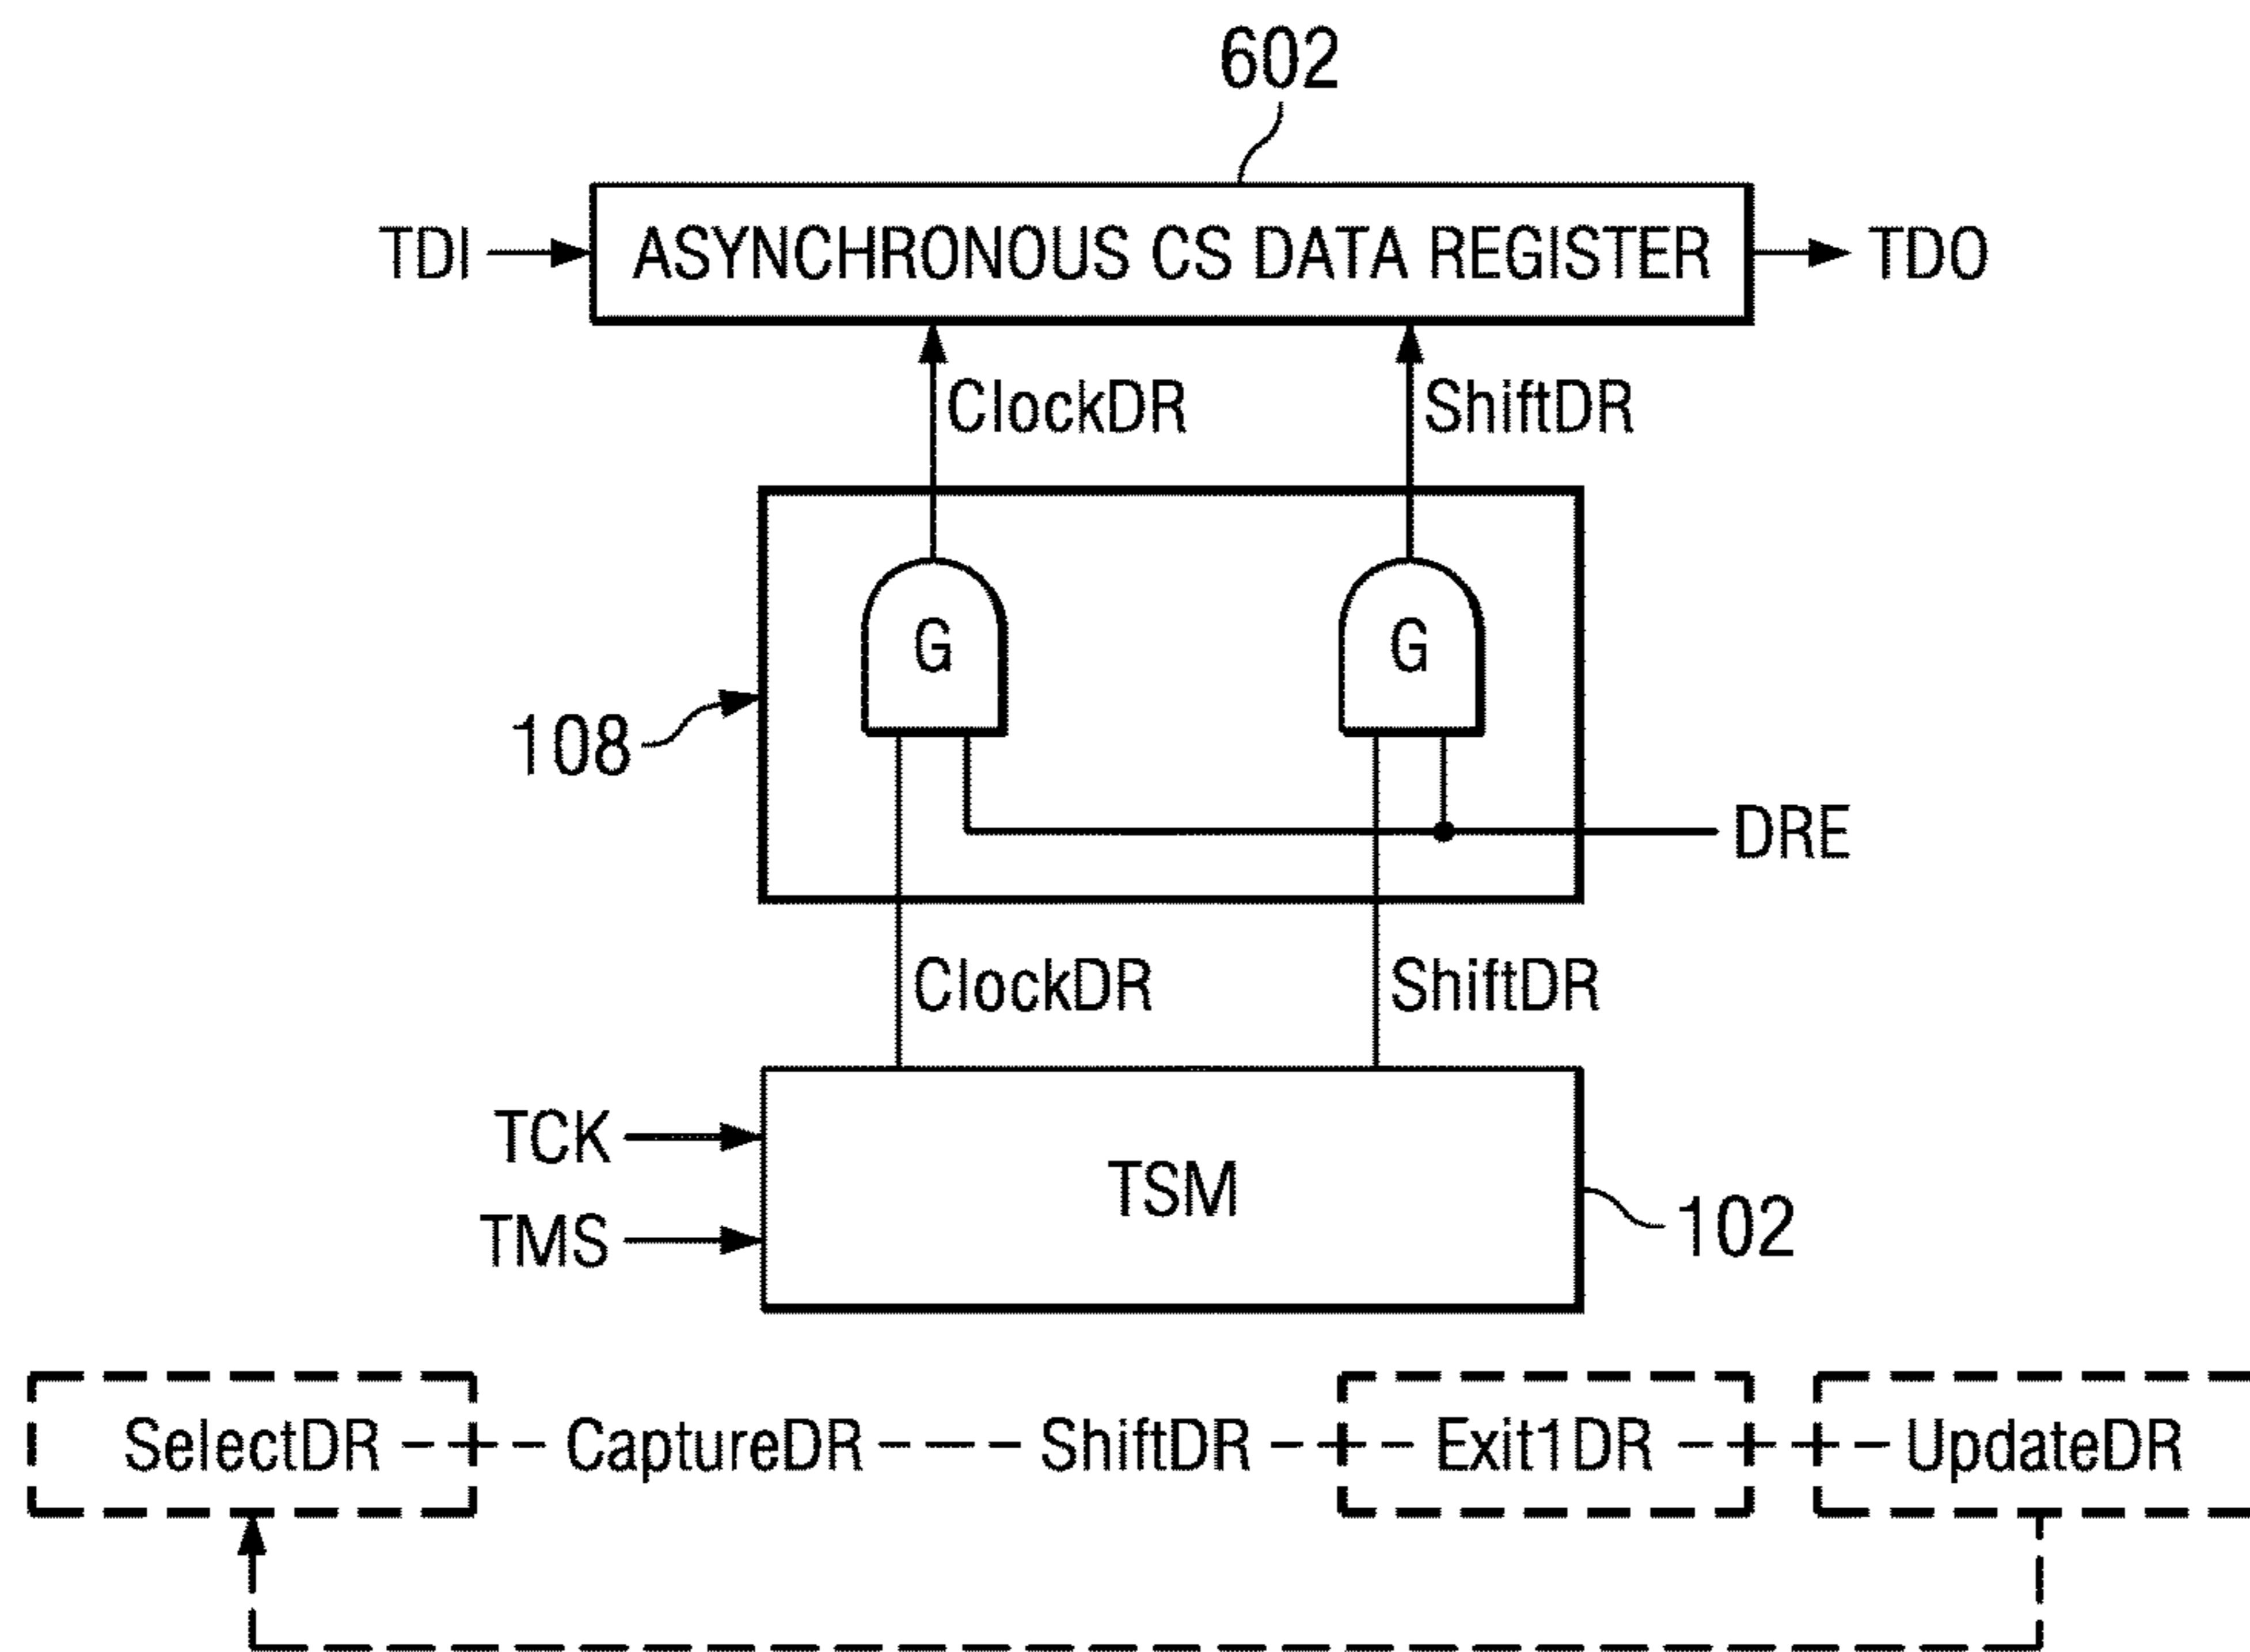 602
TDI
ASYNCHRONOUS CS DATA REGISTER
TDO
ClockDR
ShiftDR
G
G
108
DRE
ClockDR
ShiftDR
TCK
TSM
TMS
102
SelectDR
CaptureDR
ShiftDR
Exit1DR
UpdateDR